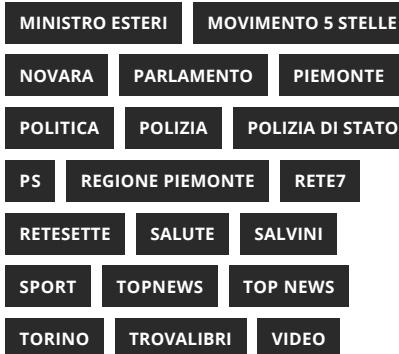 MINISTRO ESTERI MOVIMENTO 5 STELLE
NOVARA PARLAMENTO PIEMONTE
POLITICA POLIZIA POLIZIA DI STATO
PS REGIONE PIEMONTE RETE7
RETESETTE SALUTE SALVINI
SPORT TOPNEWS TOP NEWS
TORINO TROVALIBRI VIDEO